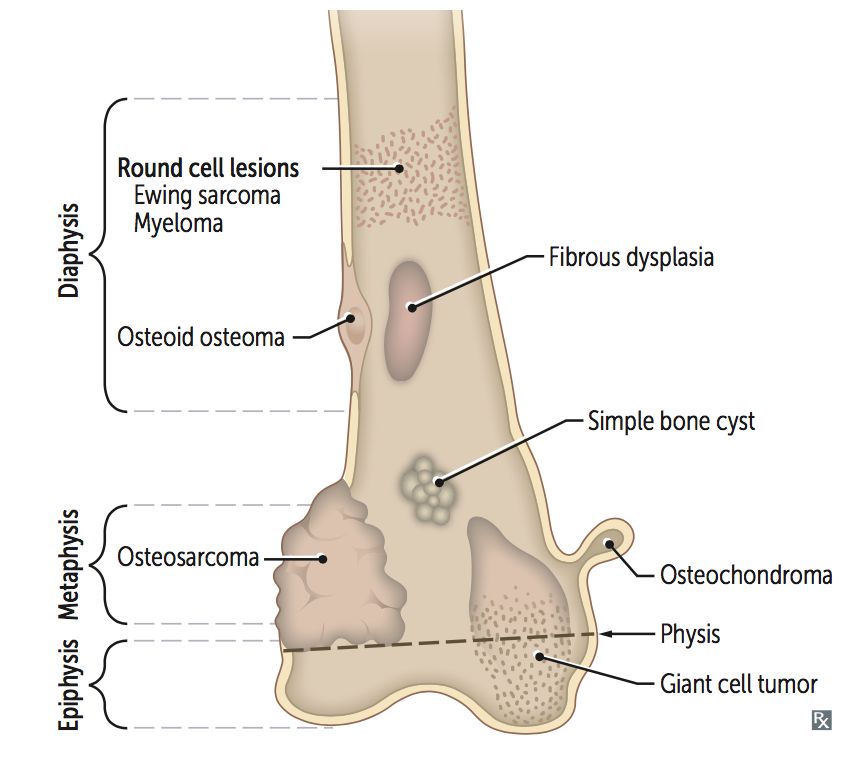 Diaphysis
Round cell lesions
Ewing sarcoma
Myeloma
Osteoid osteoma
Fibrous dysplasia
Simple bone cyst
Metaphysis
Osteosarcoma
Osteochondroma
Physis
Epiphysis
Giant cell tumor
Rx